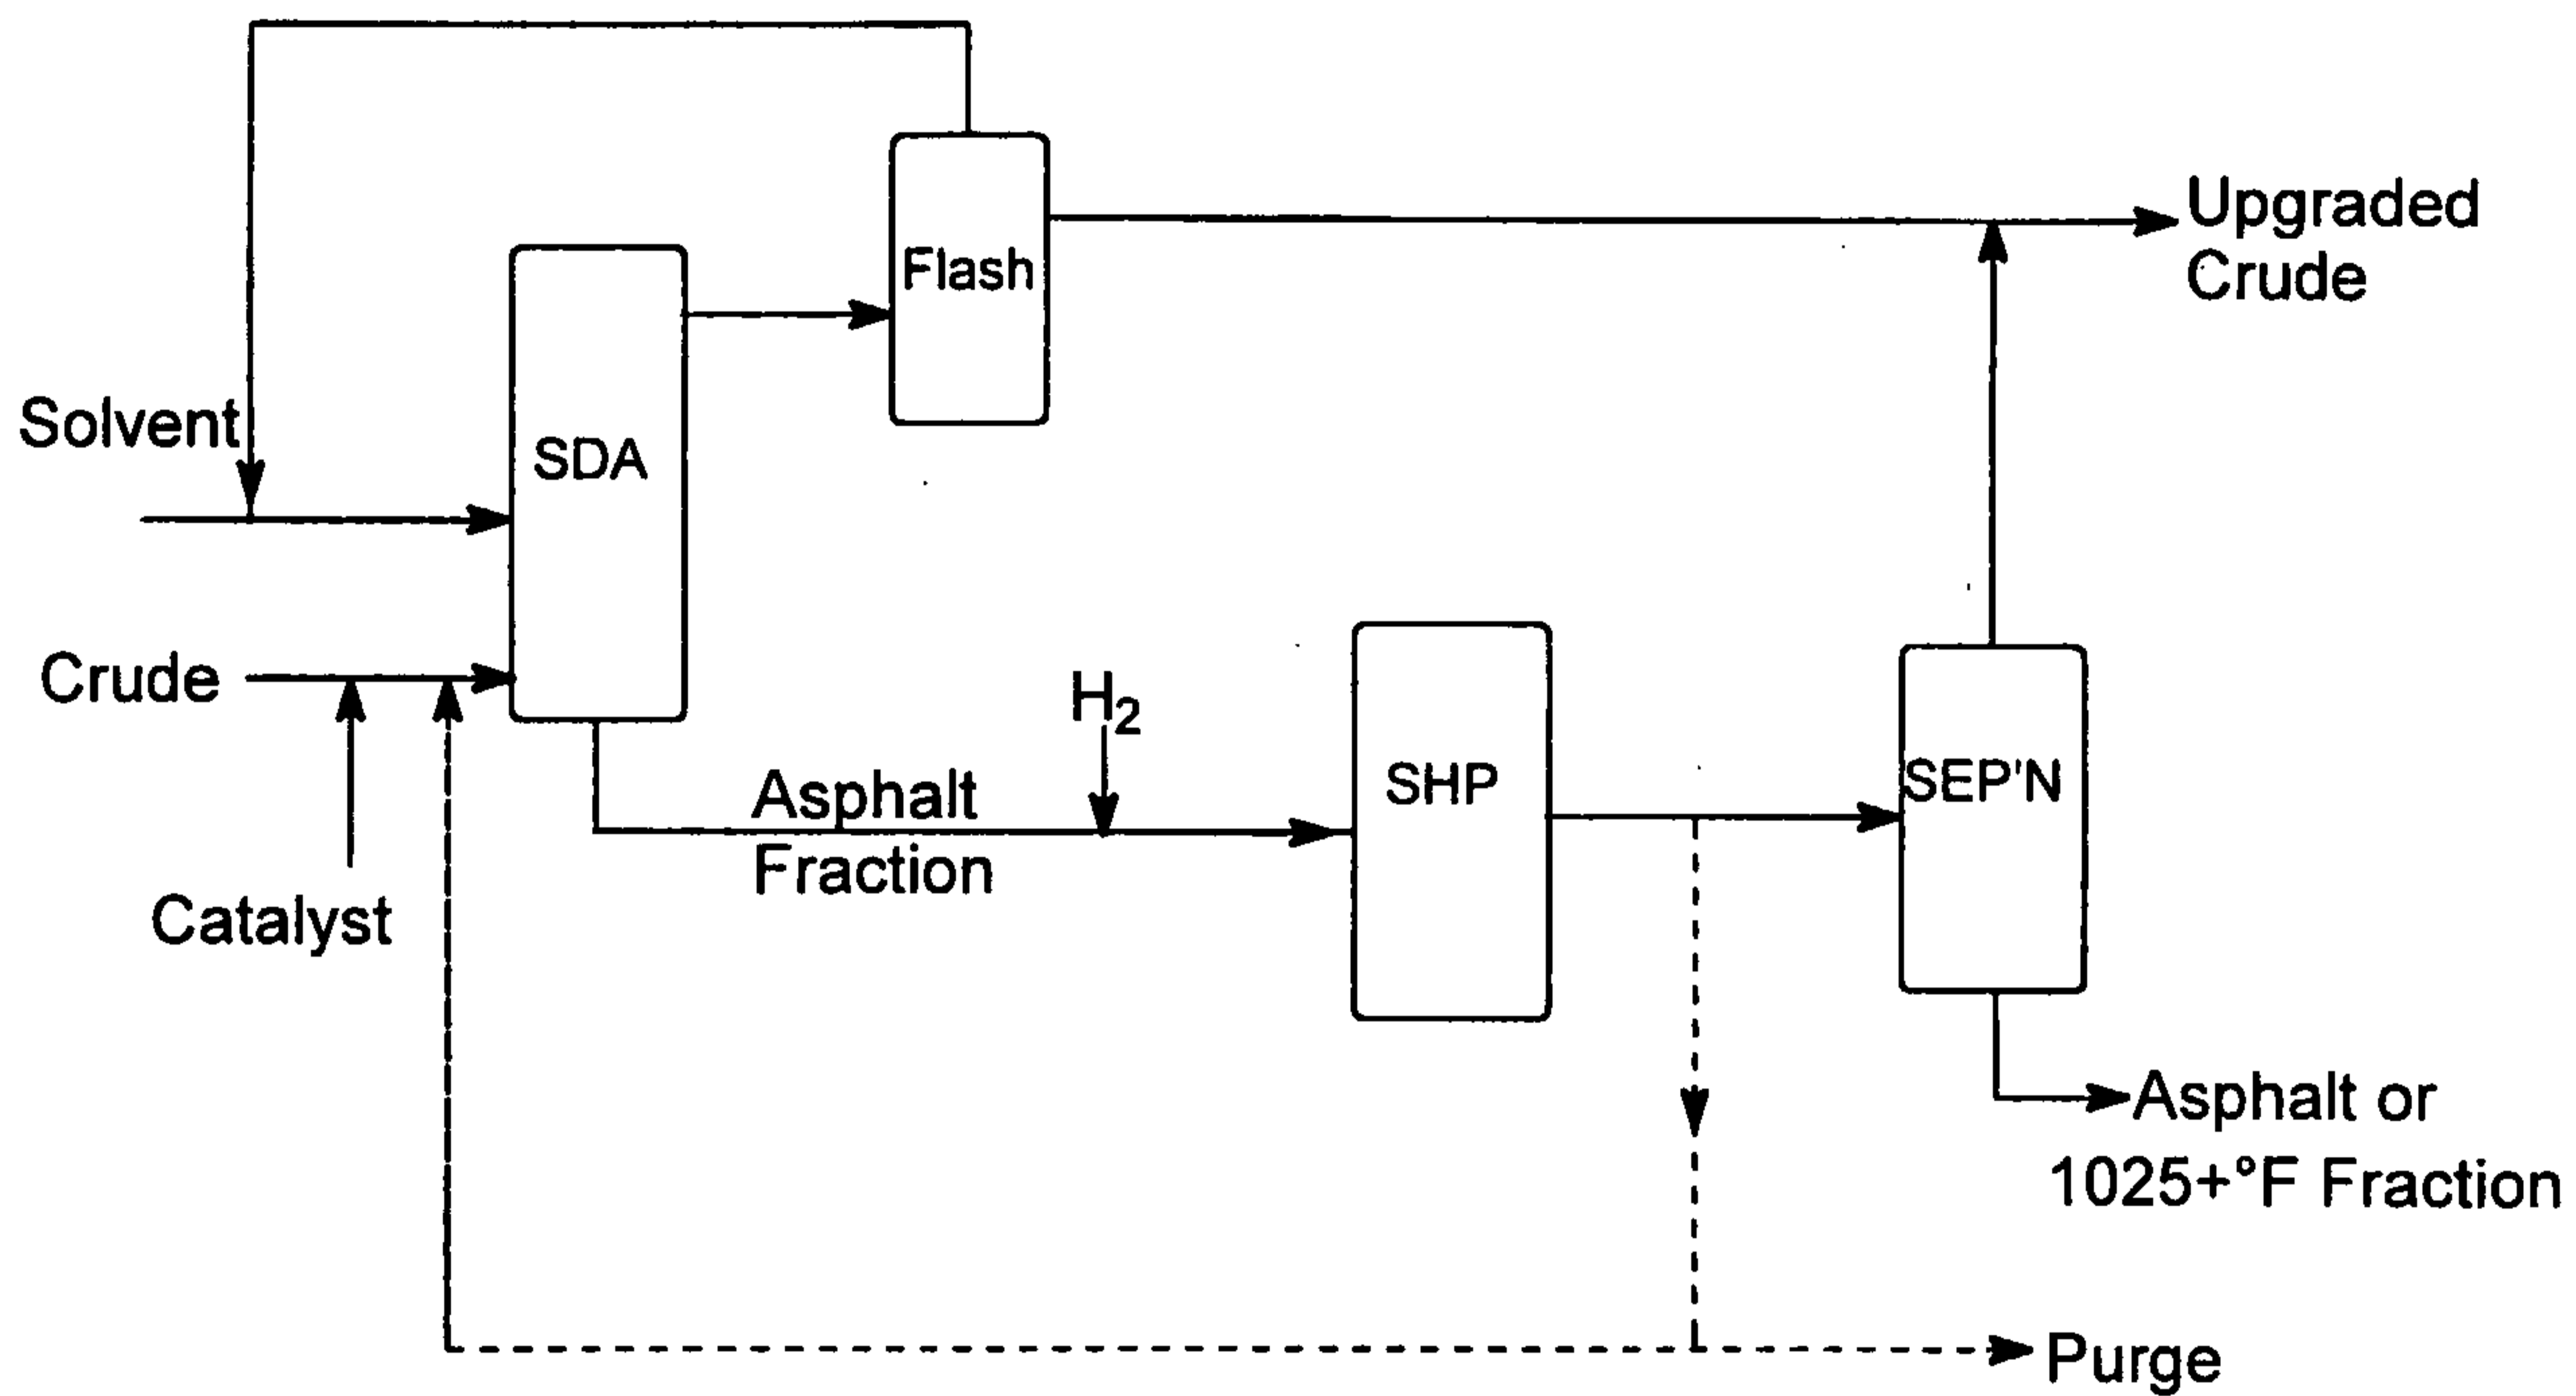 Upgraded
Crude
Flash
Solvent
SDA
Crude
H2
Asphalt
Fraction
SHP
SEP'N
Catalyst
Asphalt or
1025+°F Fraction
Purge